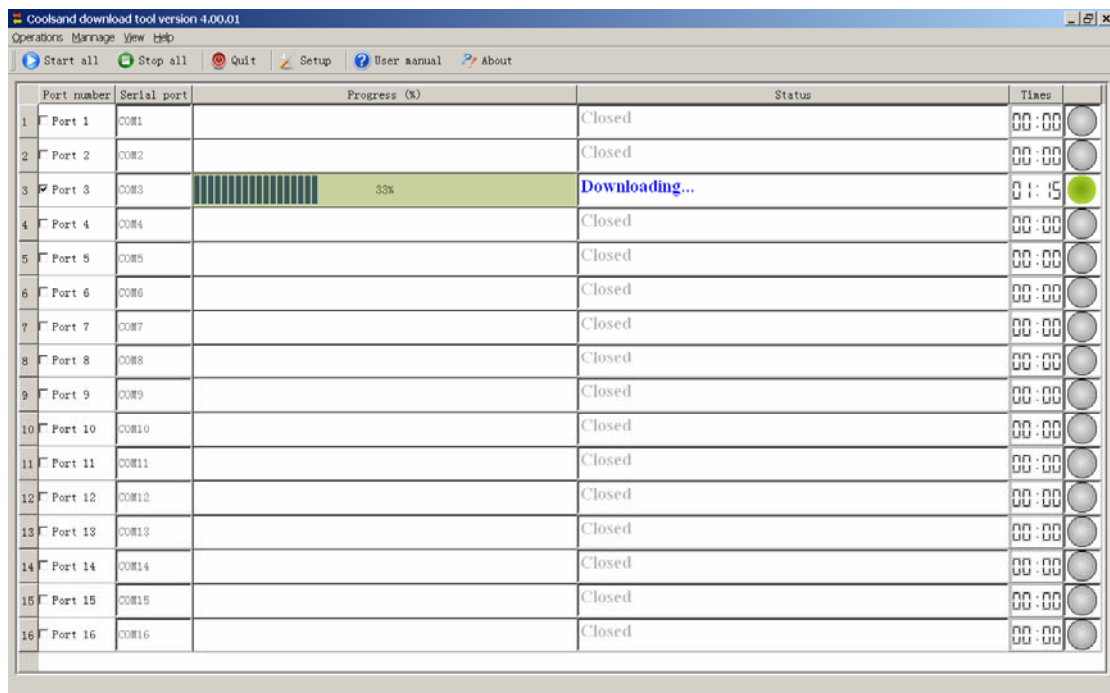 Coolsand download tool version 4.00.01
Operations Mannage View Help
Start all Stop all Quit Setup User manual About
Port number Serial port Progress (%) Status Times
1 Port 1 COM1 Closed 00:00
2 Port 2 COM2 Closed 00:00
3 Port 3 COM3 33% Downloading... 01:15
4 Port 4 COM4 Closed 00:00
5 Port 5 COM5 Closed 00:00
6 Port 6 COM6 Closed 00:00
7 Port 7 COM7 Closed 00:00
8 Port 8 COM8 Closed 00:00
9 Port 9 COM9 Closed 00:00
10 Port 10 COM10 Closed 00:00
11 Port 11 COM11 Closed 00:00
12 Port 12 COM12 Closed 00:00
13 Port 13 COM13 Closed 00:00
14 Port 14 COM14 Closed 00:00
15 Port 15 COM15 Closed 00:00
16 Port 16 COM16 Closed 00:00